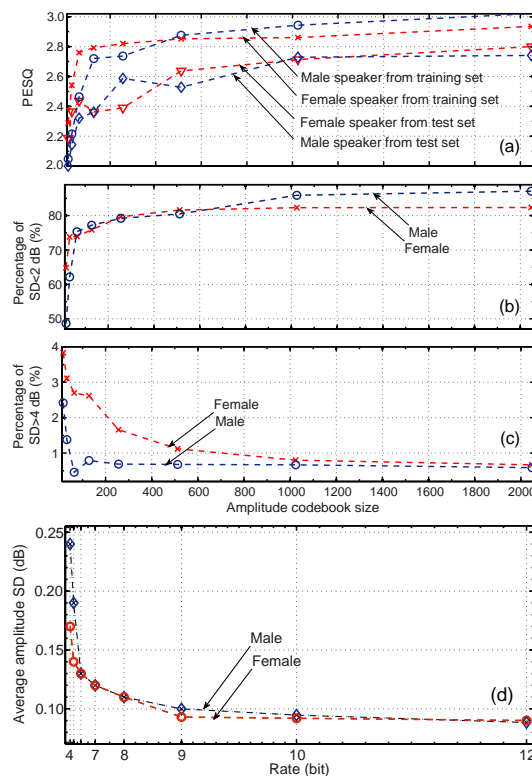 3.0
2.8
2.6
2.4
2.2
2.0
PESQ
Male speaker from training set
Female speaker from training set
Female speaker from test set
Male speaker from test set
(a)
80
70
60
50
Percentage of
SD<2 dB (%)
Male
Female
(b)
4
3
2
1
Percentage of
SD>4 dB (%)
Female
Male
(c)
200 400 600 800 1000 1200 1400 1600 1800 2000
Amplitude codebook size
0.25
0.20
0.15
0.10
Average amplitude SD (dB)
Male
Female
(d)
4 7 8 9 10 12
Rate (bit)